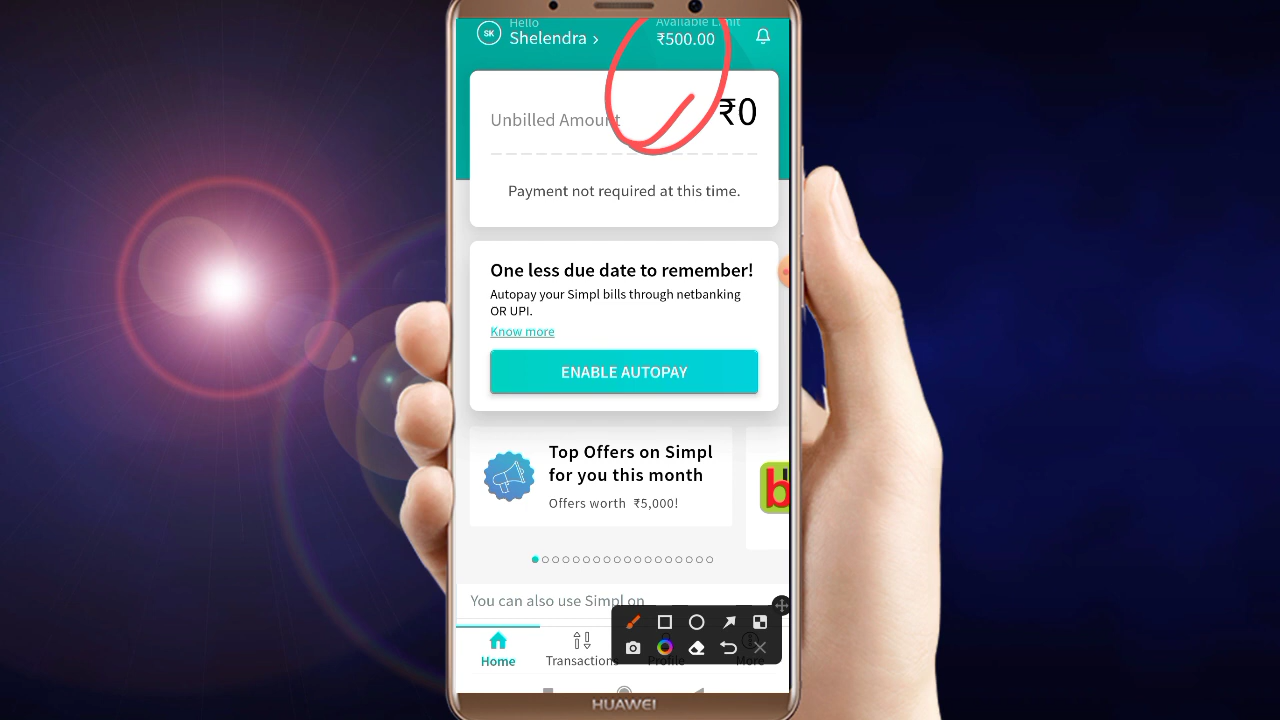 Hello
SK
Shelendra ›
Available Limit
₹500.00
Unbilled Amount
₹0
Payment not required at this time.
One less due date to remember!
Autopay your Simpl bills through netbanking
OR UPI.
Know more
ENABLE AUTOPAY
Top Offers on Simpl
for you this month
Offers worth ₹5,000!
b
You can also use Simpl on
Home
Transactions
Profile
More
HUAWEI